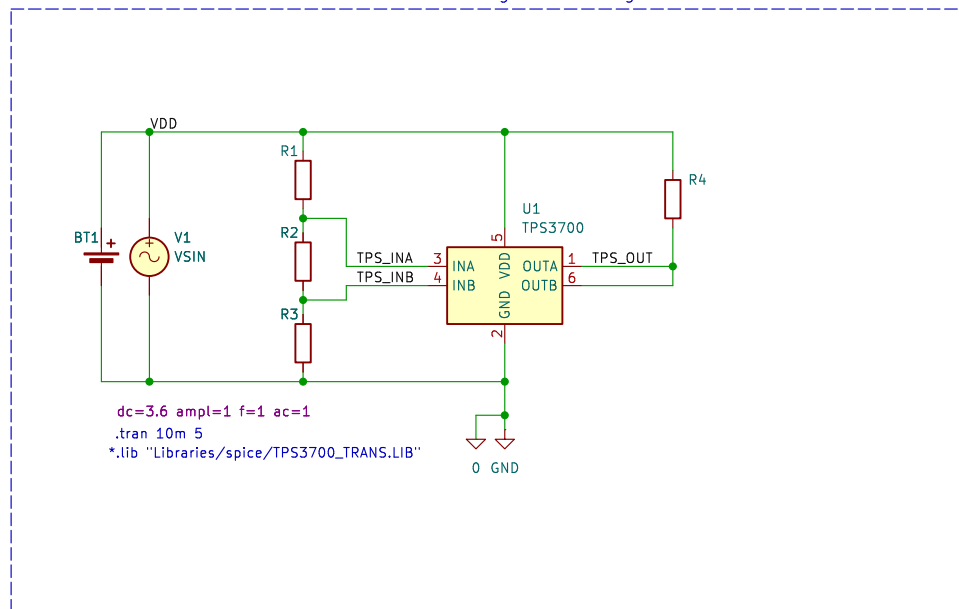 VDD
R1
R4
U1
TPS3700
R2
BT1
+
V1
VSIN
5
TPS_INA
3
INA
VDD
OUTA
1
TPS_OUT
TPS_INB
4
INB
OUTB
6
GND
R3
2
dc=3.6 ampl=1 f=1 ac=1
.tran 10m 5
*.lib "Libraries/spice/TPS3700_TRANS.LIB"
0 GND